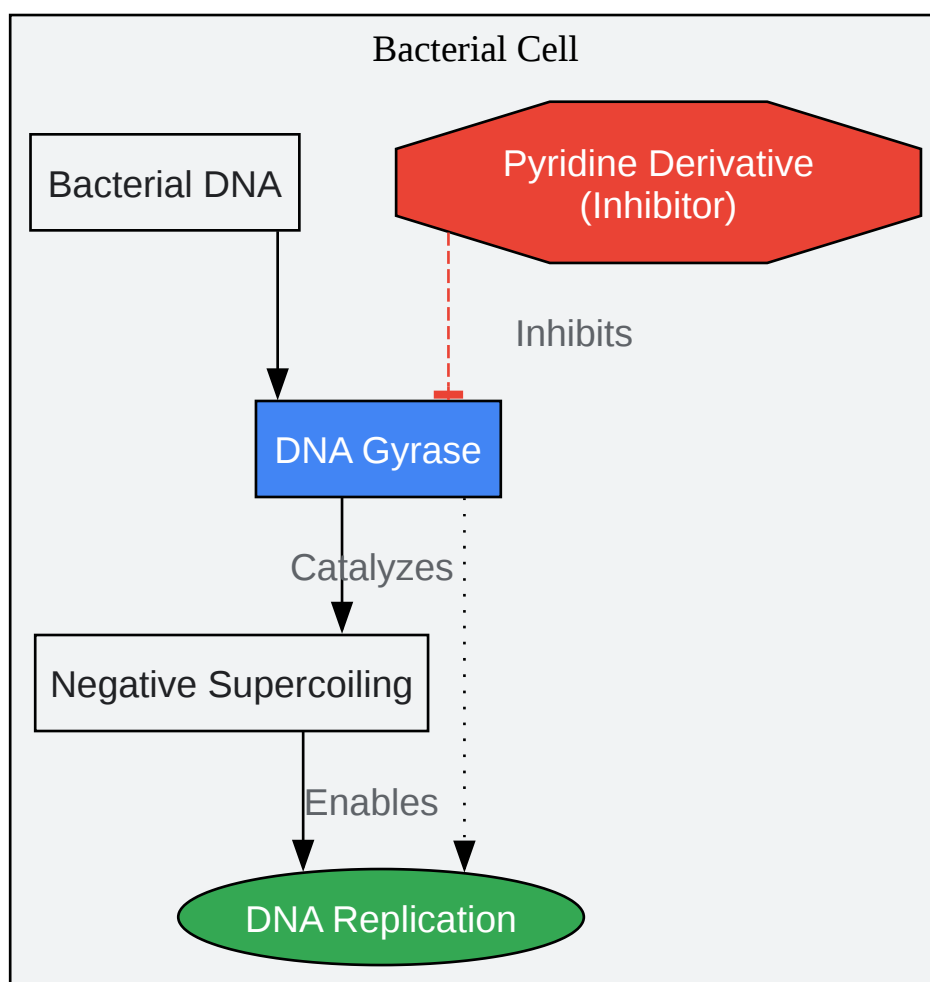 Bacterial Cell
Bacterial DNA
Pyridine Derivative
(Inhibitor)
Inhibits
DNA Gyrase
Catalyzes
Negative Supercoiling
Enables
DNA Replication